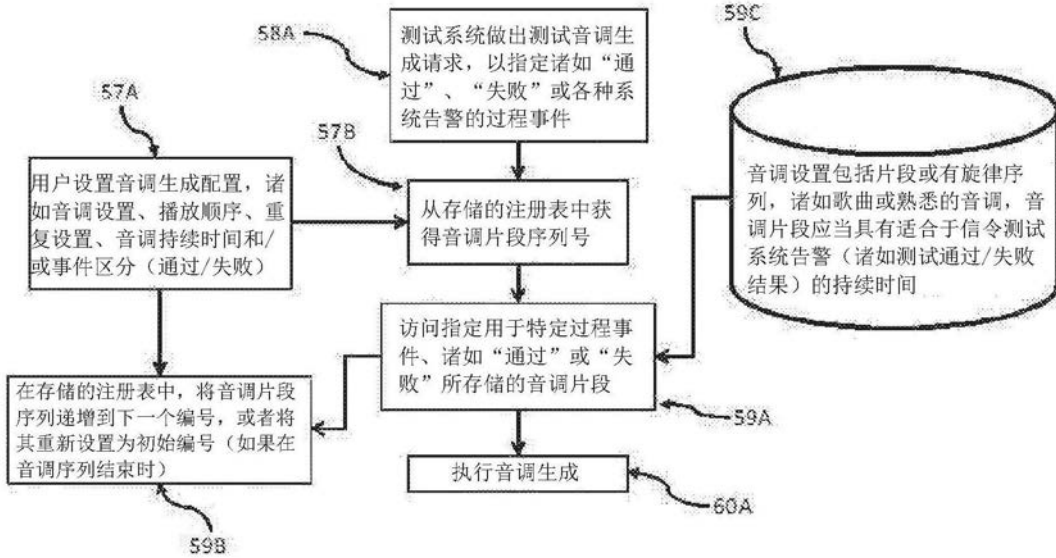 58A
测试系统做出测试音调生
成请求，以指定诸如“通
过”、“失败”或各种系
统告警的过程事件
59C
57A
57B
用户设置音调生成配置，诸
如音调设置、播放顺序、重
复设置、音调持续时间和/
或事件区分（通过/失败）
从存储的注册表中获
得音调片段序列号
音调设置包括片段或有旋律序
列，诸如歌曲或熟悉的音调，音
调片段应当具有适合于信令测试
系统告警（诸如测试通过/失败
结果）的持续时间
访问指定用于特定过程事
件、诸如“通过”或“失
败”所存储的音调片段
59A
在存储的注册表中，将音调片段
序列递增到下一个编号，或者将
其重新设置为初始编号（如果在
音调序列结束时）
59B
执行音调生成
60A